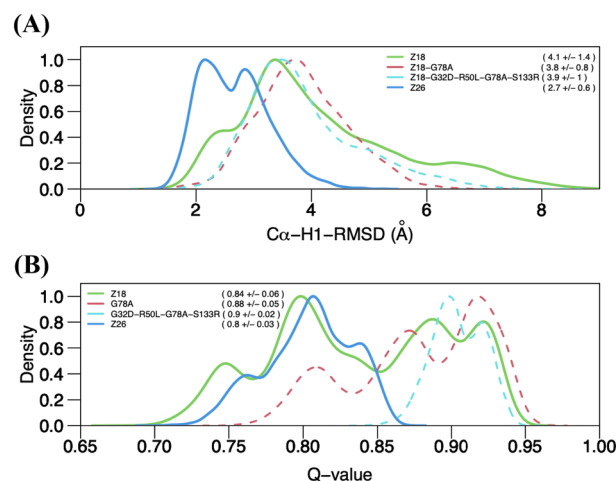 (A)
Density
1.0
0.8
0.6
0.4
0.2
0.0
Z18 ( 4.1 +/- 1.4)
Z18-G78A ( 3.8 +/- 0.8)
Z18-G32D-R50L-G78A-S133R ( 3.9 +/- 1 )
Z26 ( 2.7 +/- 0.6)
0 2 4 6 8
Cα-H1-RMSD (Å)
(B)
Density
1.0
0.8
0.6
0.4
0.2
0.0
Z18 ( 0.84 +/- 0.06)
G78A ( 0.88 +/- 0.05)
G32D-R50L-G78A-S133R ( 0.9 +/- 0.02 )
Z26 ( 0.8 +/- 0.03 )
0.65 0.70 0.75 0.80 0.85 0.90 0.95 1.00
Q-value